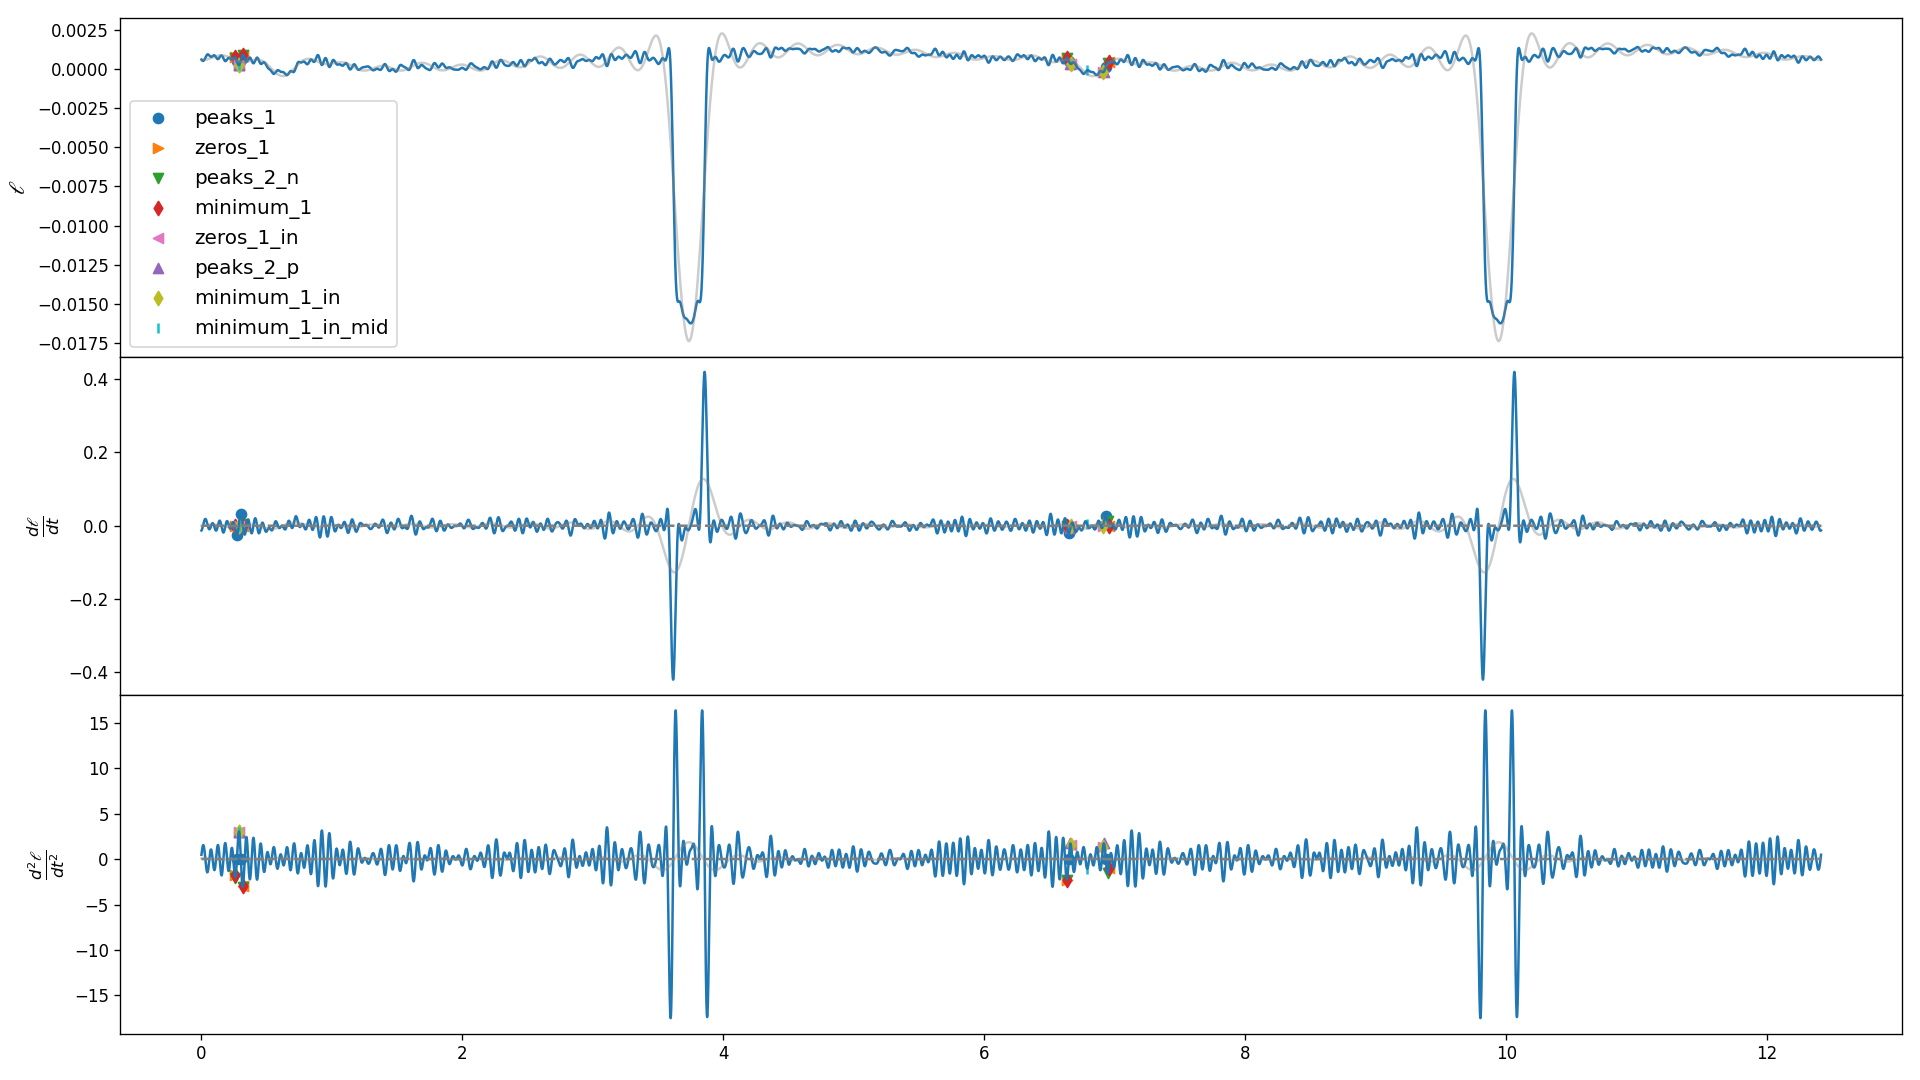 0.0025
0.0000
−0.0025
−0.0050
−0.0075
−0.0100
−0.0125
−0.0150
−0.0175
ℓ
peaks_1
zeros_1
peaks_2_n
minimum_1
zeros_1_in
peaks_2_p
minimum_1_in
minimum_1_in_mid
0.4
0.2
0.0
−0.2
−0.4
dℓ
dt
15
10
5
0
−5
−10
−15
d²ℓ
dt²
0 2 4 6 8 10 12